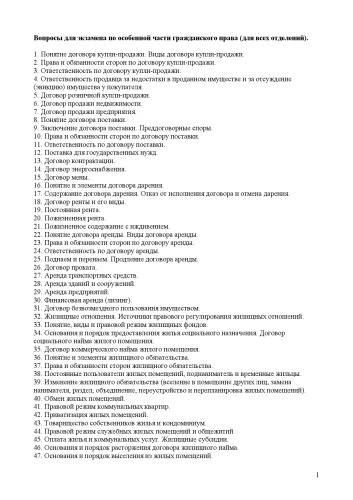 Вопросы для экзамена по особенной части гражданского права (для всех отделений).
1. Понятие договора купли-продажи. Виды договора купли-продажи.
2. Права и обязанности сторон по договору купли-продажи.
3. Ответственность по договору купли-продажи.
4. Ответственность продавца за недостатки в проданном имуществе и за отсуждение
(эвикцию) имущества у покупателя.
5. Договор розничной купли-продажи.
6. Договор продажи недвижимости.
7. Договор продажи предприятия.
8. Понятие договора поставки.
9. Заключение договора поставки. Преддоговорные споры.
10. Права и обязанности сторон по договору поставки.
11. Ответственность по договору поставки.
12. Поставка для государственных нужд.
13. Договор контрактации.
14. Договор энергоснабжения.
15. Договор мены.
16. Понятие и элементы договора дарения.
17. Содержание договора дарения. Отказ от исполнения договора и отмена дарения.
18. Договор ренты и его виды.
19. Постоянная рента.
20. Пожизненная рента.
21. Пожизненное содержание с иждивением.
22. Понятие договора аренды. Виды договора аренды.
23. Права и обязанности сторон по договору аренды.
24. Ответственность по договору аренды.
25. Поднаем и перенаем. Продление договора аренды.
26. Договор проката.
27. Аренда транспортных средств.
28. Аренда зданий и сооружений.
29. Аренда предприятий.
30. Финансовая аренда (лизинг).
31. Договор безвозмездного пользования имуществом.
32. Жилищные отношения. Источники правового регулирования жилищных отношений.
33. Понятие, виды и правовой режим жилищных фондов.
34. Основания и порядок предоставления жилья социального назначения. Договор
социального найма жилого помещения.
35. Договор коммерческого найма жилого помещения.
36. Понятие и элементы жилищного обязательства.
37. Права и обязанности сторон жилищного обязательства.
38. Постоянные пользователи жилых помещений, поднаниматель и временные жильцы.
39. Изменение жилищного обязательства (вселение в помещение других лиц, замена
нанимателя, раздел, объединение, переустройство и перепланировка жилых помещений).
40. Обмен жилых помещений.
41. Правовой режим коммунальных квартир.
42. Приватизация жилых помещений.
43. Товарищество собственников жилья и кондоминиум.
44. Правовой режим служебных жилых помещений и общежитий.
45. Оплата жилья и коммунальных услуг. Жилищные субсидии.
46. Основания и порядок расторжения договора жилищного найма.
47. Основания и порядок выселения из жилых помещений.
1